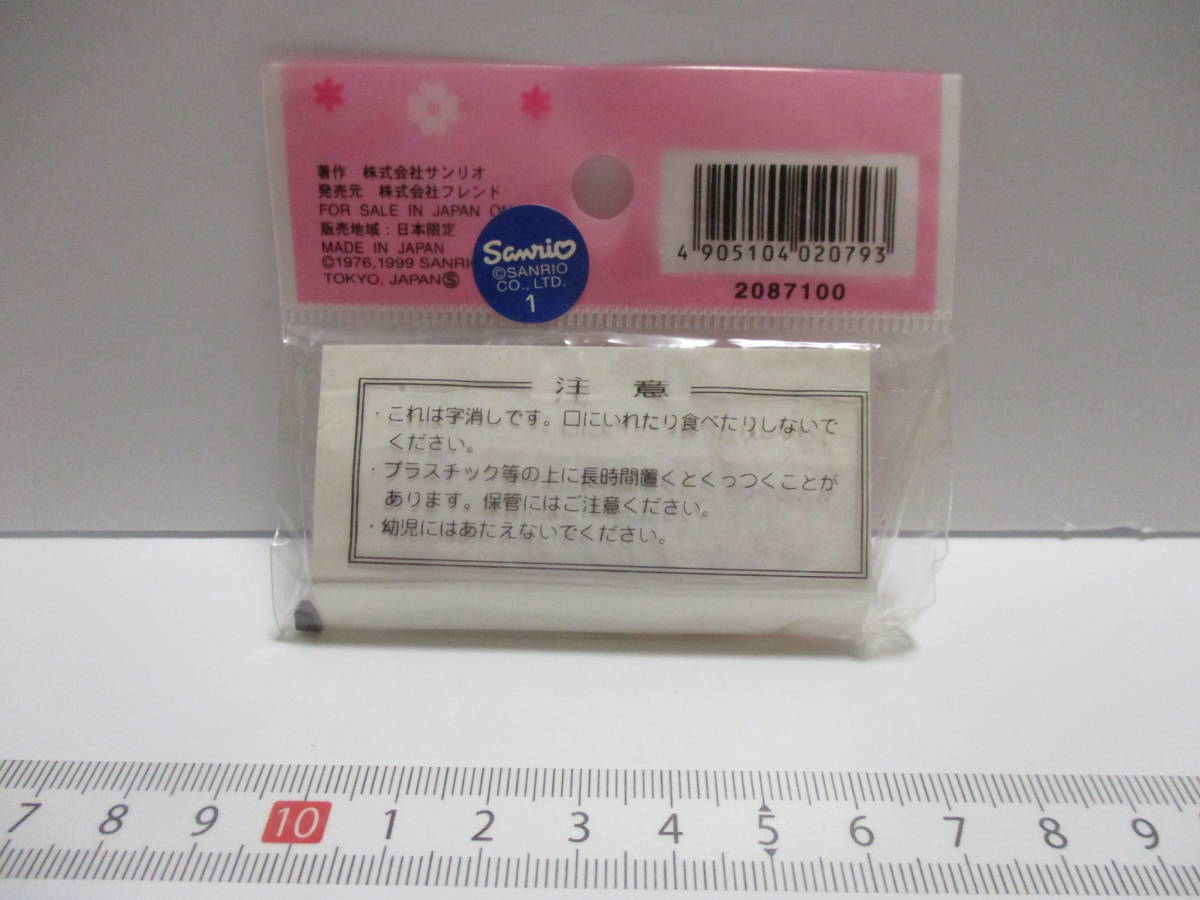 著作 株式会社サンリオ
発売元 株式会社フレンド
FOR SALE IN JAPAN
販売地域：日本限定
MADE IN JAPAN
©1976,1999 SANRI
TOKYO, JAPAN Ⓢ
Sanrio
©SANRIO
CO., LTD.
1
4 905104 020793
2087100
注 意
・これは字消しです。口にいれたり食べたりしないで
ください。
・プラスチック等の上に長時間置くとくっつくことが
あります。保管にはご注意ください。
・幼児にはあたえないでください。
7 8 9 10 1 2 3 4 5 6 7 8 9